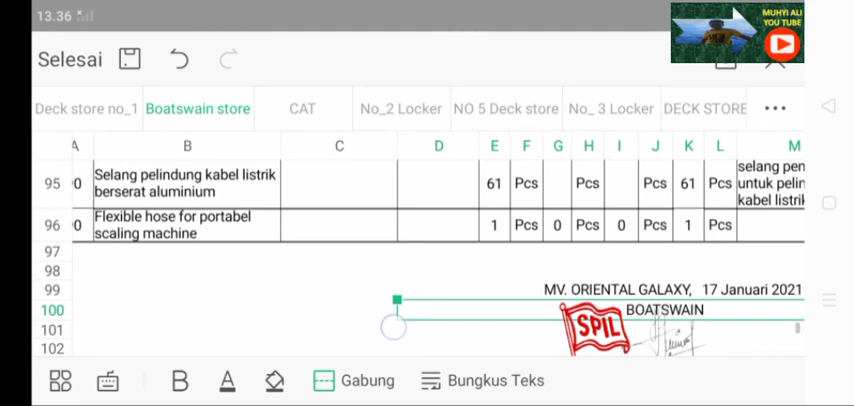 13.36
MUHYI ALI
YOU TUBE
Selesai
Deck store no_1 Boatswain store CAT No_2 Locker NO 5 Deck store No_ 3 Locker DECK STORE
A B C D E F G H I J K L M
95 0 Selang pelindung kabel listrik berserat aluminium 61 Pcs Pcs Pcs 61 Pcs selang pen untuk pelin kabel listrik
96 0 Flexible hose for portabel scaling machine 1 Pcs 0 Pcs 0 Pcs 1 Pcs
97
98
99 MV. ORIENTAL GALAXY, 17 Januari 2021
100 BOATSWAIN
101 SPIL
102
B A Gabung Bungkus Teks